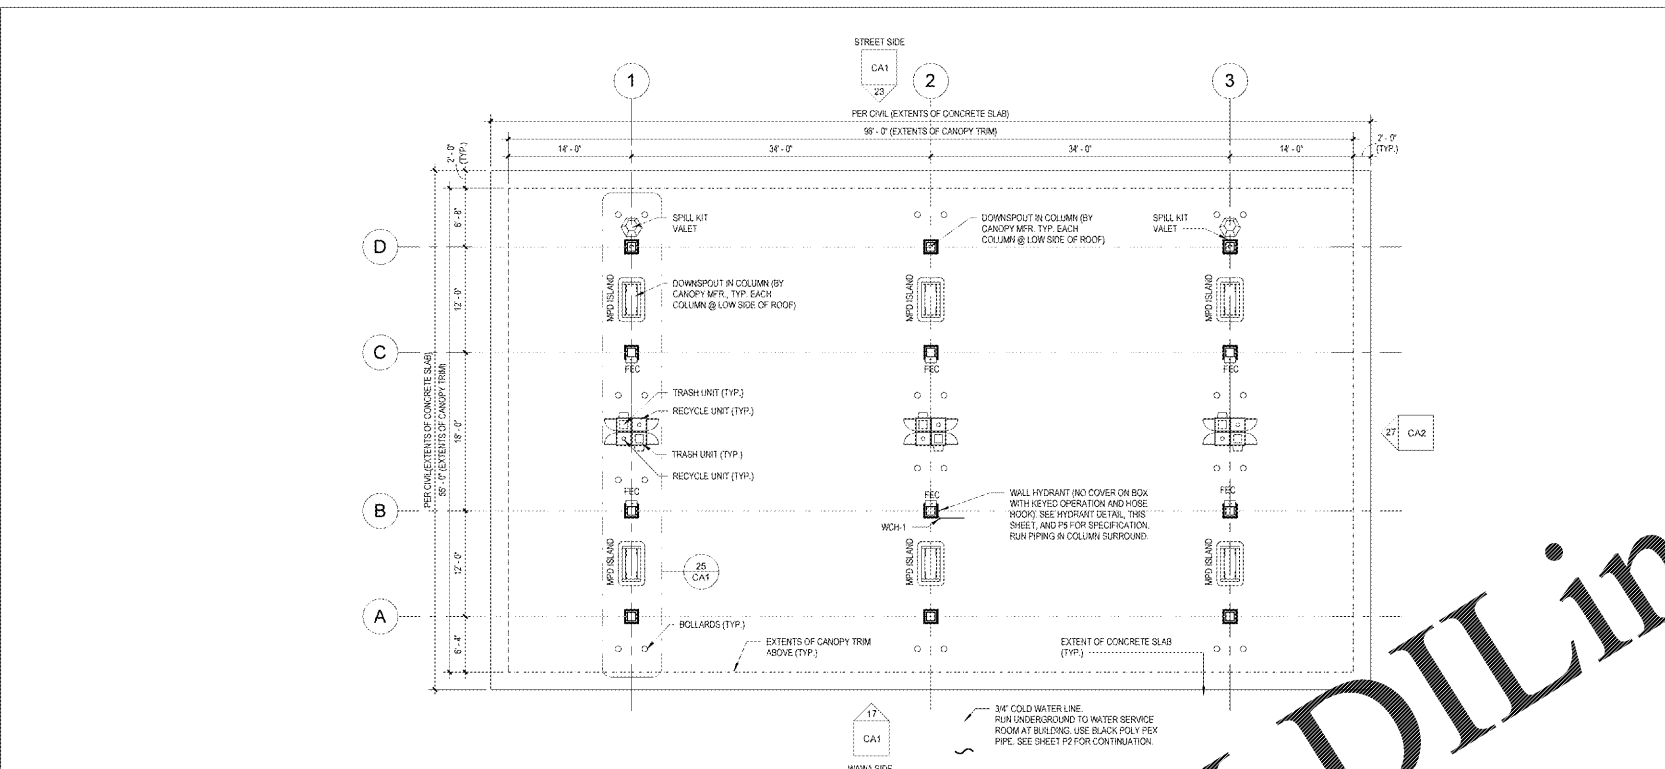 STREET SIDE
CA1
23
1
2
3
PER CIVIL (EXTENTS OF CONCRETE SLAB)
98' - 0" (EXTENTS OF CANOPY TRIM)
14' - 0"
34' - 0"
34' - 0"
14' - 0"
2' - 0"
(TYP.)
2' - 0"
(TYP.)
6' - 8"
12' - 0"
18' - 0"
12' - 0"
6' - 4"
PER CIVIL(EXTENTS OF CONCRETE SLAB)
55' - 0" (EXTENTS OF CANOPY TRIM)
D
C
B
A
SPILL KIT
VALET
DOWNSPOUT IN COLUMN (BY
CANOPY MFR. TYP. EACH
COLUMN @ LOW SIDE OF ROOF)
SPILL KIT
VALET
MPD ISLAND
DOWNSPOUT IN COLUMN (BY
CANOPY MFR., TYP. EACH
COLUMN @ LOW SIDE OF ROOF)
MPD ISLAND
MPD ISLAND
FEC
FEC
FEC
TRASH UNIT (TYP.)
RECYCLE UNIT (TYP.)
TRASH UNIT (TYP.)
RECYCLE UNIT (TYP.)
27
CA2
FEC
FEC
FEC
WALL HYDRANT (NO COVER ON BOX
WITH KEYED OPERATION AND HOSE
HOOK). SEE HYDRANT DETAIL, THIS
SHEET, AND P5 FOR SPECIFICATION.
RUN PIPING IN COLUMN SURROUND.
WCH-1
MPD ISLAND
25
CA1
MPD ISLAND
MPD ISLAND
BOLLARDS (TYP.)
EXTENTS OF CANOPY TRIM
ABOVE (TYP.)
EXTENT OF CONCRETE SLAB
(TYP.)
17
CA1
WAWA SIDE
3/4" COLD WATER LINE.
RUN UNDERGROUND TO WATER SERVICE
ROOM AT BUILDING. USE BLACK POLY PEX
PIPE. SEE SHEET P2 FOR CONTINUATION.